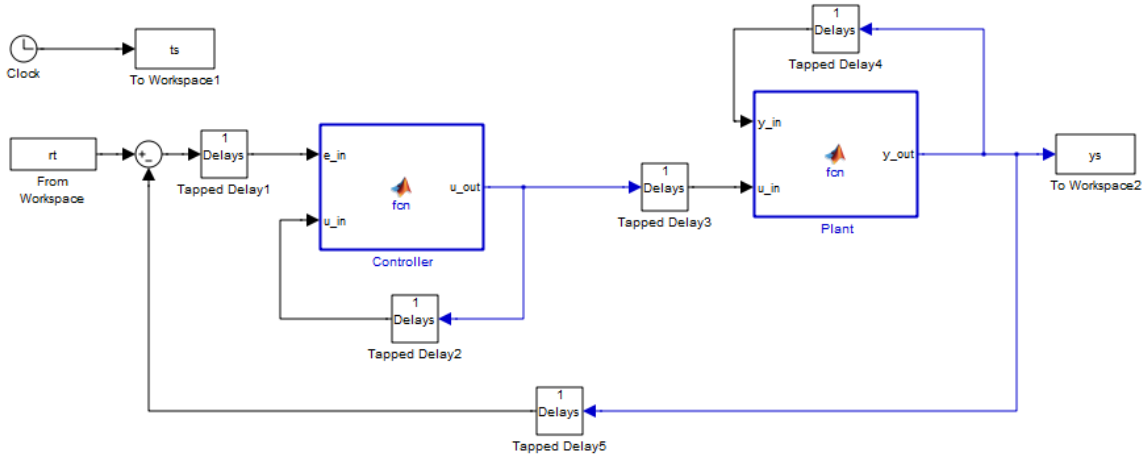 1
Delays
Tapped Delay4
ts
Clock
To Workspace1
y_in
rt
+
-
1
Delays
e_in
fcn
u_out
u_in
y_out
fcn
ys
From
Workspace
Tapped Delay1
1
Delays
u_in
To Workspace2
Tapped Delay3
Plant
Controller
1
Delays
Tapped Delay2
1
Delays
Tapped Delay5